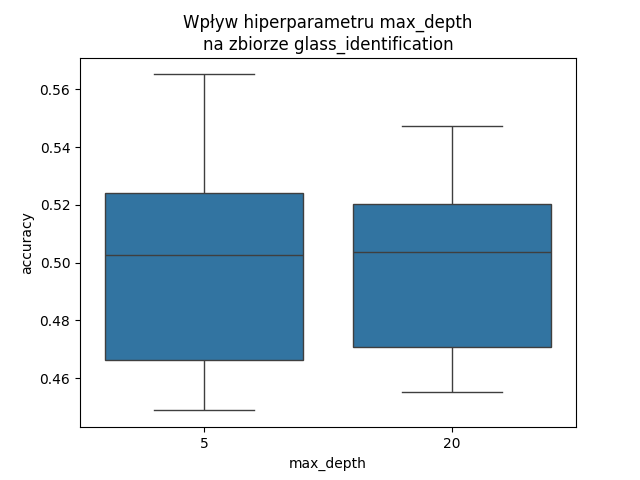 Wpływ hiperparametru max_depth
na zbiorze glass_identification
0.56
0.54
0.52
0.50
0.48
0.46
accuracy
5
20
max_depth